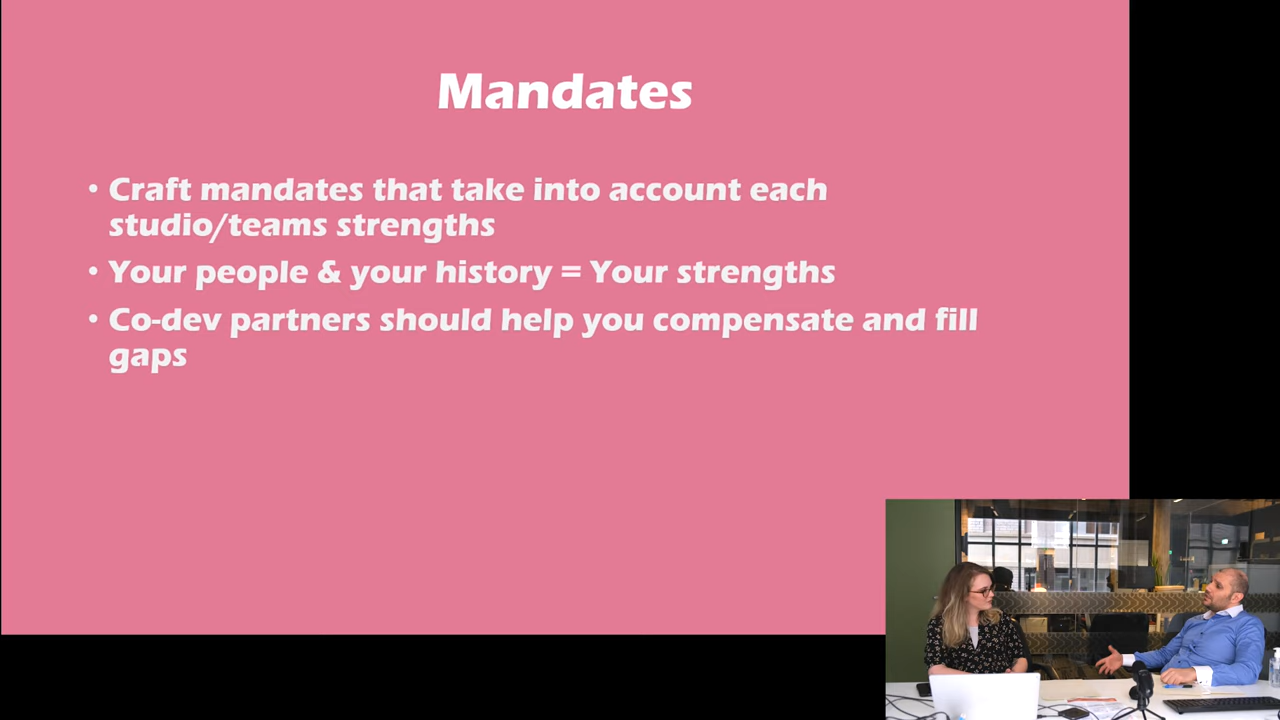 Mandates
• Craft mandates that take into account each
studio/teams strengths
• Your people & your history = Your strengths
• Co-dev partners should help you compensate and fill
gaps